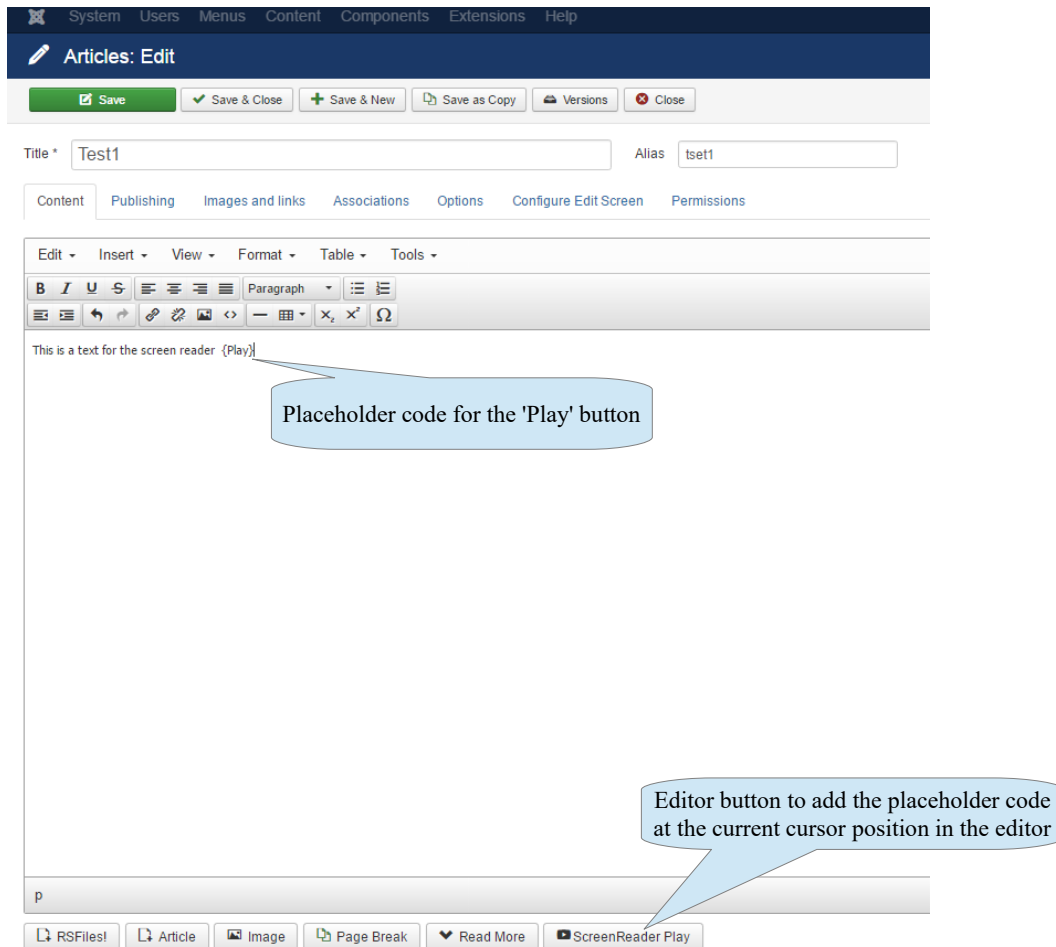 System Users Menus Content Components Extensions Help
Articles: Edit
Save Save & Close Save & New Save as Copy Versions Close
Title * Test1 Alias tset1
Content Publishing Images and links Associations Options Configure Edit Screen Permissions
Edit Insert View Format Table Tools
B I U S Paragraph
X₂ X² Ω
This is a text for the screen reader {Play}
Placeholder code for the 'Play' button
Editor button to add the placeholder code
at the current cursor position in the editor
p
RSFiles! Article Image Page Break Read More ScreenReader Play